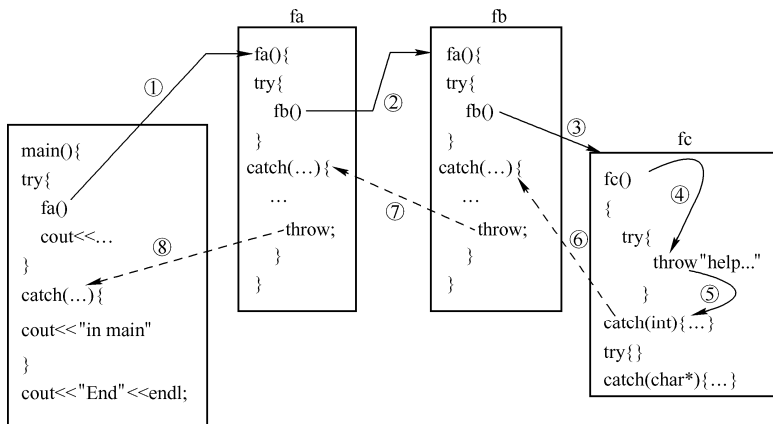 fa
fa(){
try{
fb()
}
catch(…){
…
throw;
}
}
fb
fa(){
try{
fb()
}
catch(…){
…
throw;
}
}
fc
fc()
{
try{
throw"help..."
}
catch(int){…}
try{}
catch(char*){…}
main(){
try{
fa()
cout<<…
}
catch(…){
cout<<"in main"
}
cout<<"End"<<endl;
①
②
③
④
⑤
⑥
⑦
⑧